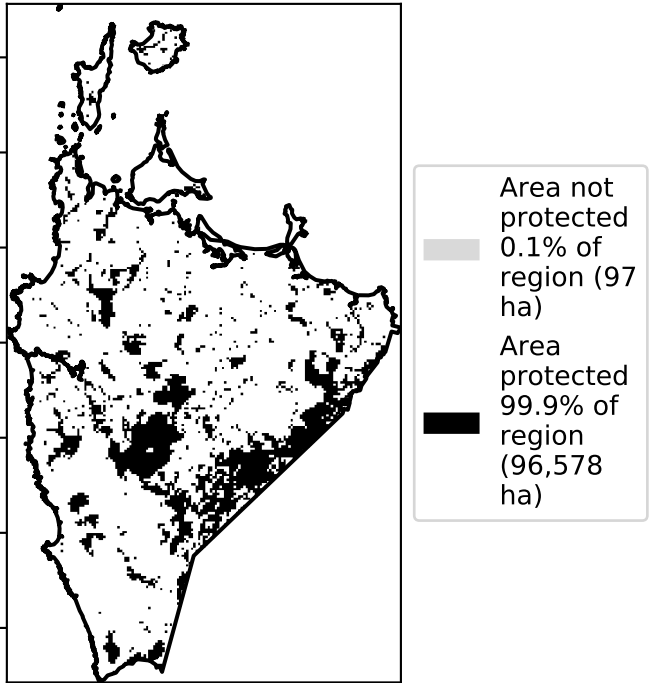 Area not
protected
0.1% of
region (97
ha)
Area
protected
99.9% of
region
(96,578
ha)